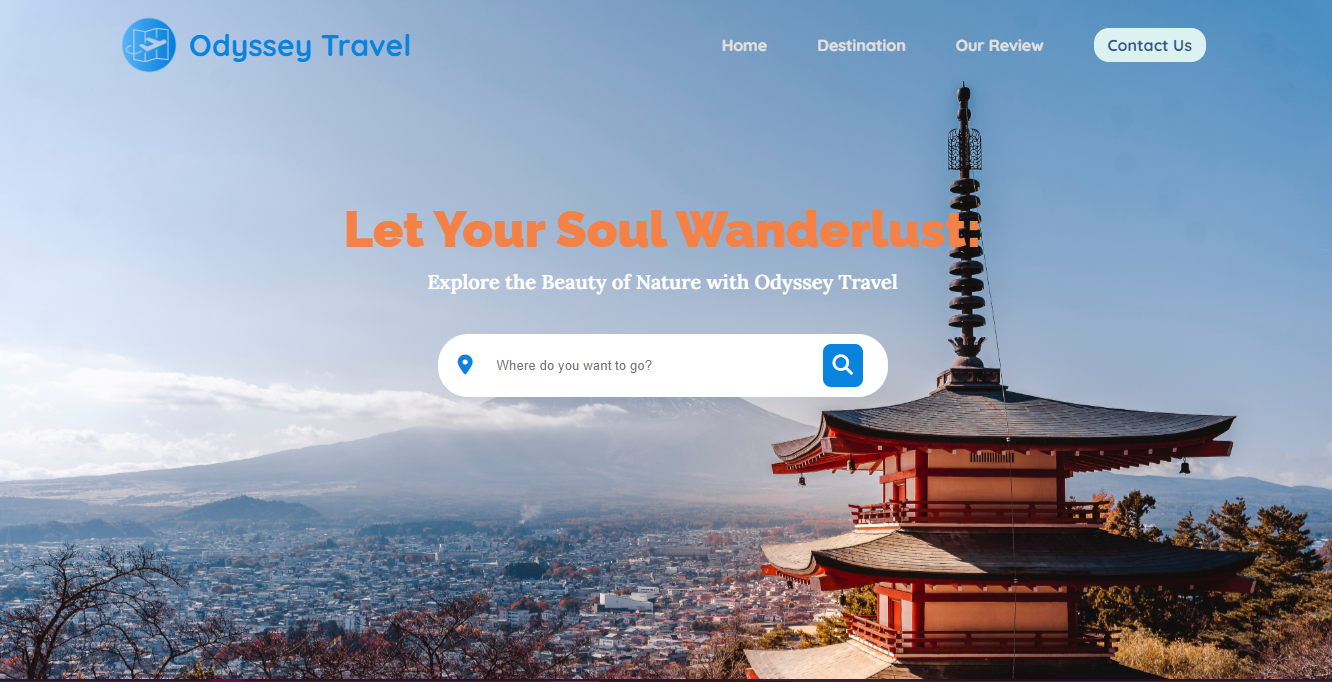 Odyssey Travel
Home
Destination
Our Review
Contact Us
Let Your Soul Wanderlust.
Explore the Beauty of Nature with Odyssey Travel
Where do you want to go?